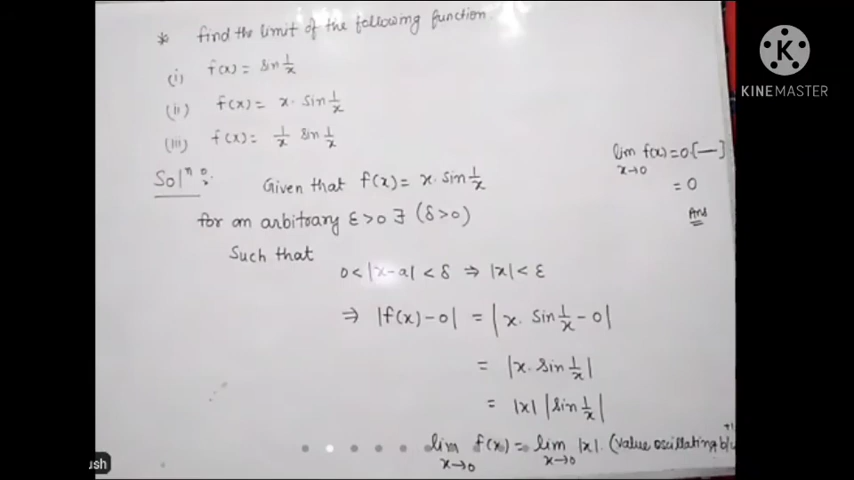 * find the limit of the following function.
(i) f(x) = sin 1/x
(ii) f(x) = x. sin 1/x
(iii) f(x) = 1/x sin 1/x
Solⁿ :
Given that f(x) = x. sin 1/x
for an arbitrary ε > 0 ∃ (δ > 0)
Such that
0 < |x-a| < δ ⇒ |x| < ε
⇒ |f(x) - 0| = |x. sin 1/x - 0|
= |x. sin 1/x|
= |x| |sin 1/x|
lim x→0 f(x) = lim x→0 |x|. (value oscillating b/w
+1
lim x→0 f(x) = 0.[—]
= 0
Ans
K
KINEMASTER
ush